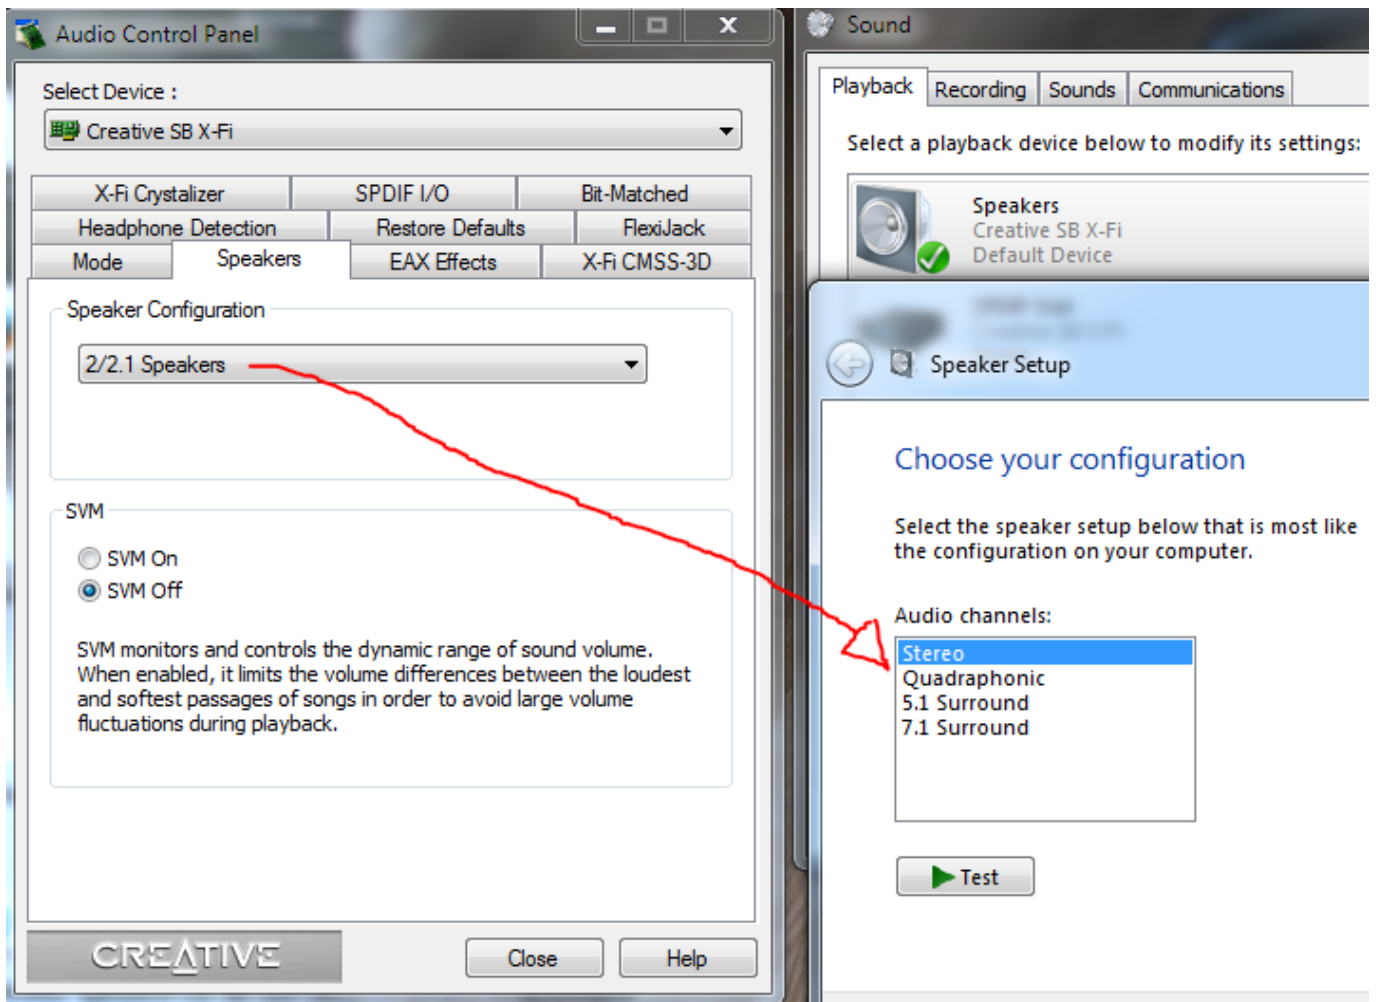 Audio Control Panel
Select Device :
Creative SB X-Fi
X-Fi Crystalizer SPDIF I/O Bit-Matched
Headphone Detection Restore Defaults FlexiJack
Mode Speakers EAX Effects X-Fi CMSS-3D
Speaker Configuration
2/2.1 Speakers
SVM
SVM On
SVM Off
SVM monitors and controls the dynamic range of sound volume.
When enabled, it limits the volume differences between the loudest
and softest passages of songs in order to avoid large volume
fluctuations during playback.
CREATIVE
Close Help
Sound
Playback Recording Sounds Communications
Select a playback device below to modify its settings:
Speakers
Creative SB X-Fi
Default Device
Speaker Setup
Choose your configuration
Select the speaker setup below that is most like
the configuration on your computer.
Audio channels:
Stereo
Quadraphonic
5.1 Surround
7.1 Surround
Test